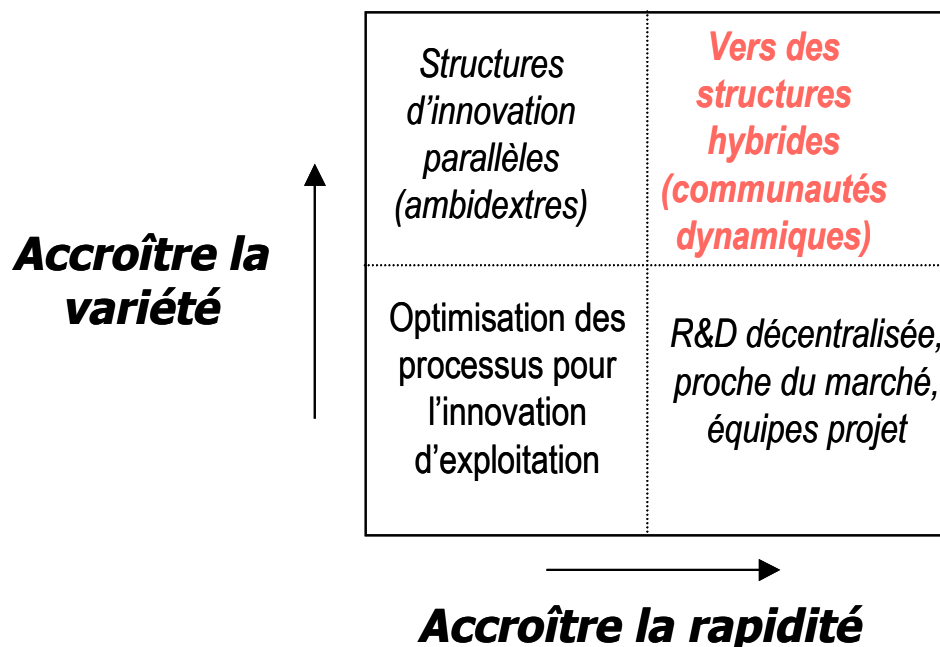 Structures
d’innovation
parallèles
(ambidextres)
Vers des
structures
hybrides
(communautés
dynamiques)
Accroître la
variété
Optimisation des
processus pour
l’innovation
d’exploitation
R&D décentralisée,
proche du marché,
équipes projet
Accroître la rapidité